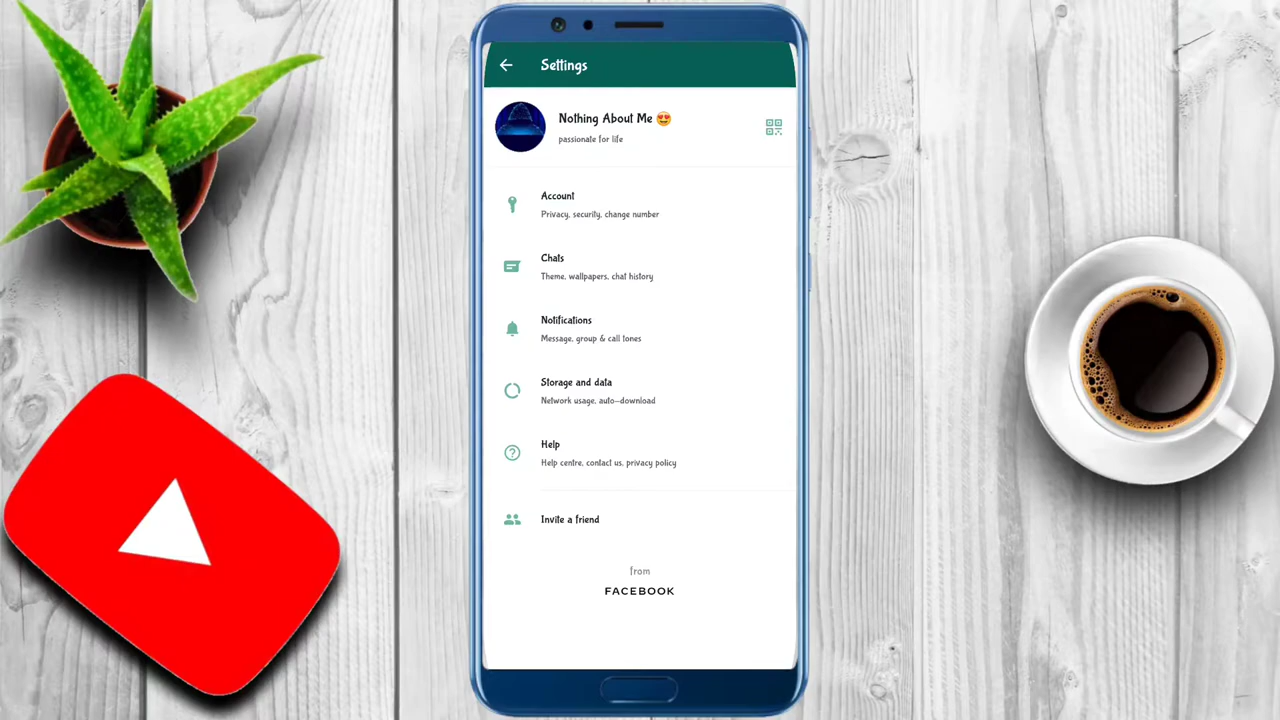 Settings
Nothing About Me 😍
passionate for life
Account
Privacy, security, change number
Chats
Theme, wallpapers, chat history
Notifications
Message, group & call tones
Storage and data
Network usage, auto-download
Help
Help centre, contact us, privacy policy
Invite a friend
from
FACEBOOK